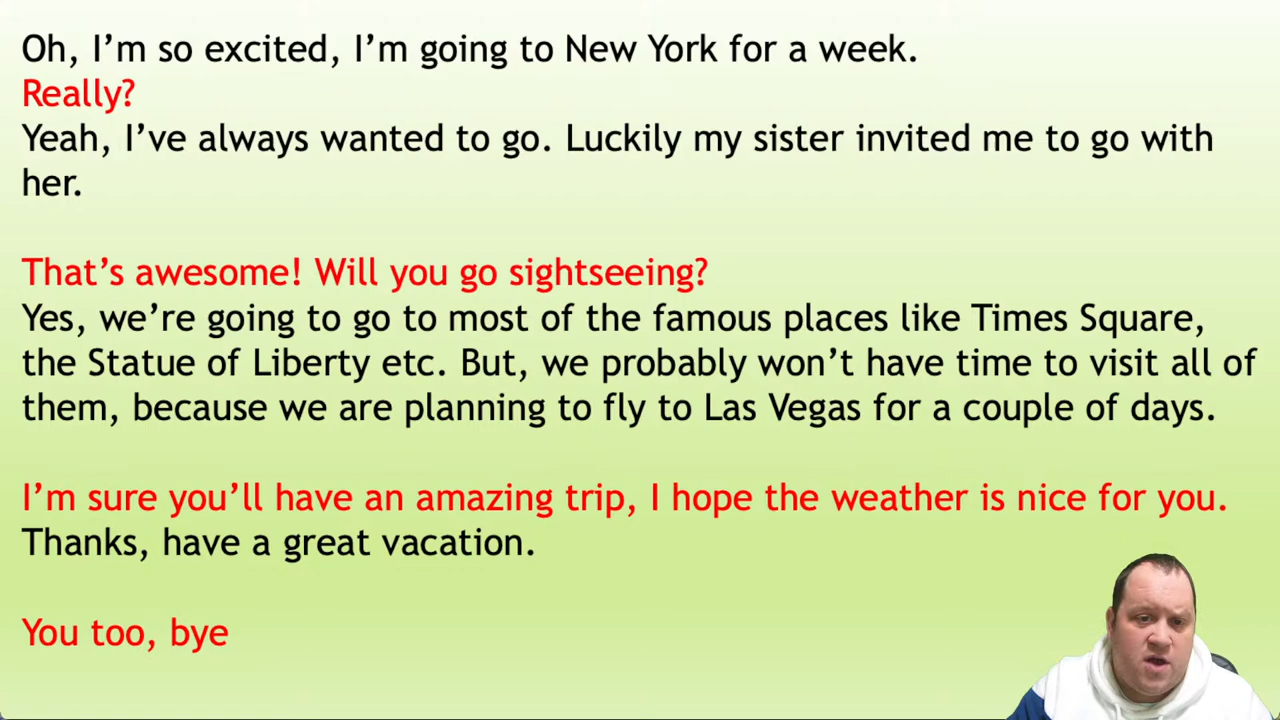 Oh, I'm so excited, I'm going to New York for a week.
Really?
Yeah, I've always wanted to go. Luckily my sister invited me to go with
her.
That's awesome! Will you go sightseeing?
Yes, we're going to go to most of the famous places like Times Square,
the Statue of Liberty etc. But, we probably won't have time to visit all of
them, because we are planning to fly to Las Vegas for a couple of days.
I'm sure you'll have an amazing trip, I hope the weather is nice for you.
Thanks, have a great vacation.
You too, bye